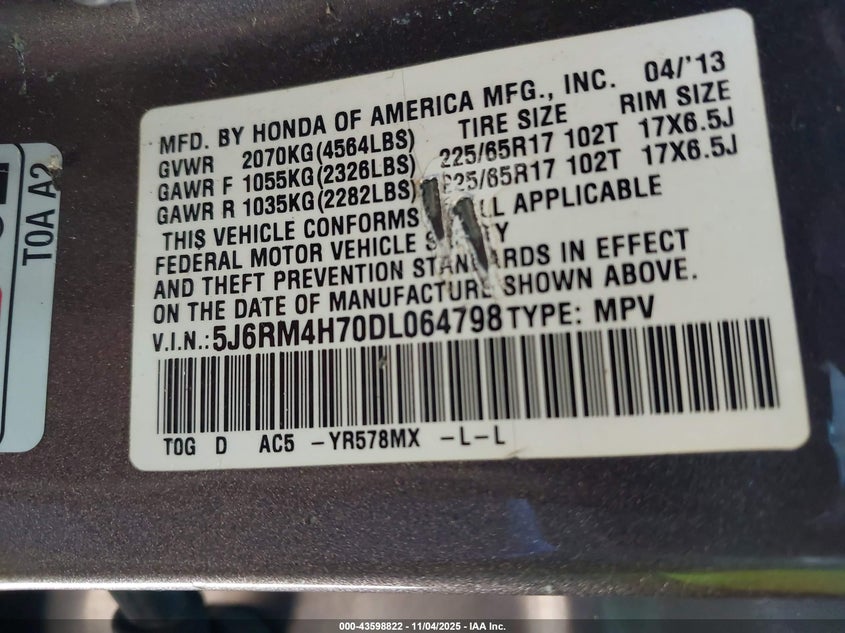 MFD. BY HONDA OF AMERICA MFG., INC. 04/'13
GVWR 2070KG(4564LBS) TIRE SIZE RIM SIZE
GAWR F 1055KG(2326LBS) 225/65R17 102T 17X6.5J
GAWR R 1035KG(2282LBS) 225/65R17 102T 17X6.5J
THIS VEHICLE CONFORMS ALL APPLICABLE
FEDERAL MOTOR VEHICLE
AND THEFT PREVENTION STANDARDS IN EFFECT
ON THE DATE OF MANUFACTURE SHOWN ABOVE.
V.I.N.:5J6RM4H70DL064798 TYPE: MPV
TOG D AC5 -YR578MX -L-L
TOA A2
000-43598822 | 11/04/2025 - IAA Inc.